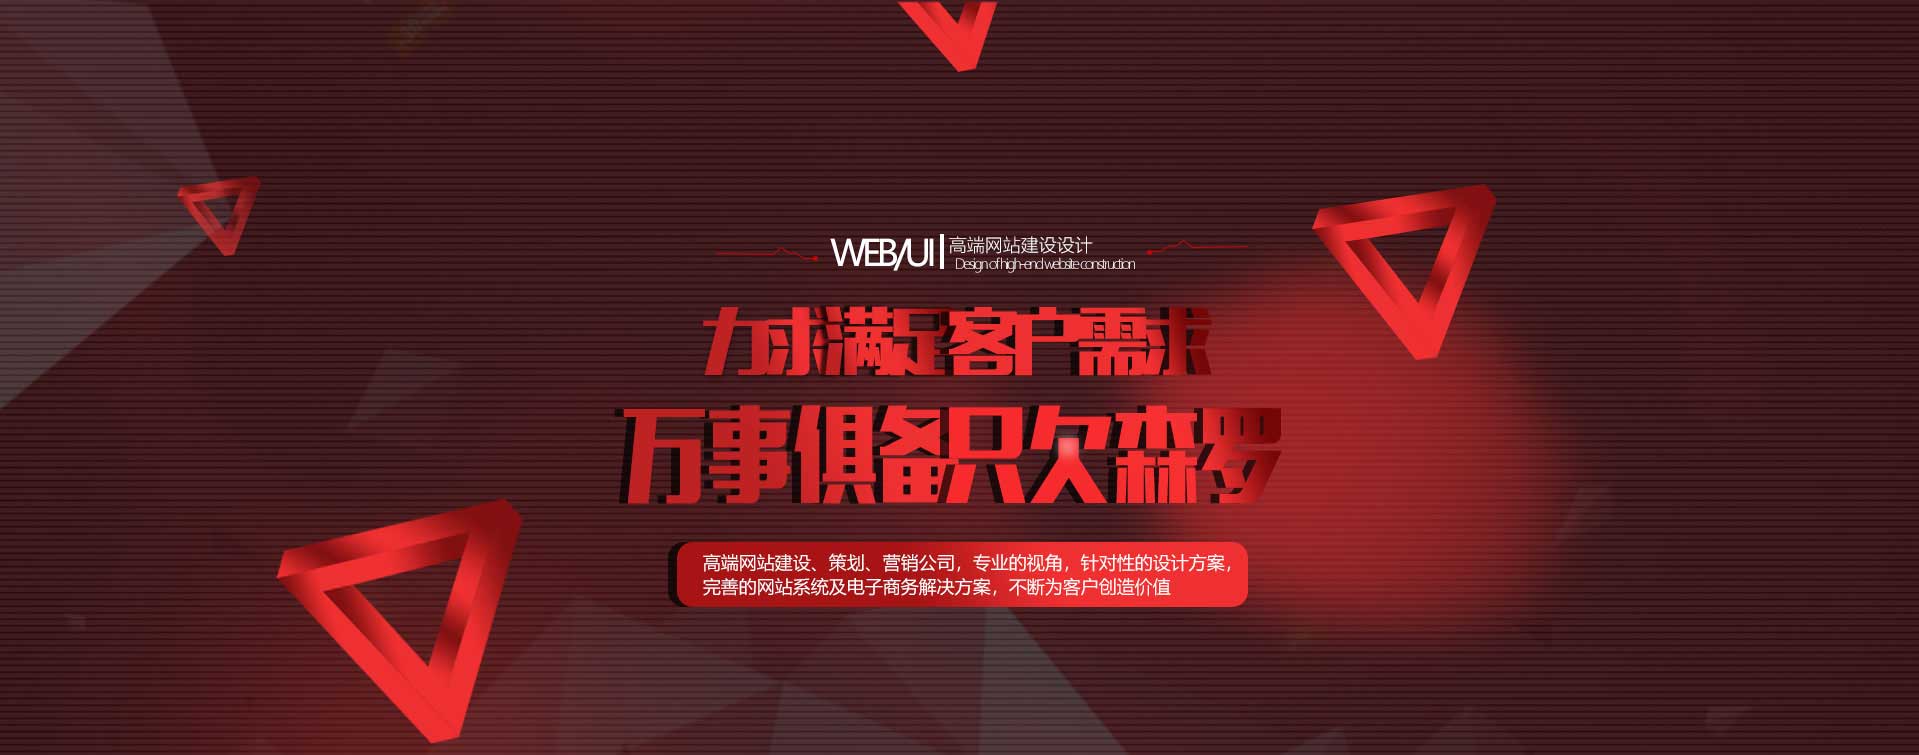 WEB/UI
高端网站建设设计
Design of high-end website construction
力求满足客户需求
万事俱备只欠森罗
高端网站建设、策划、营销公司，专业的视角，针对性的设计方案，
完善的网站系统及电子商务解决方案，不断为客户创造价值